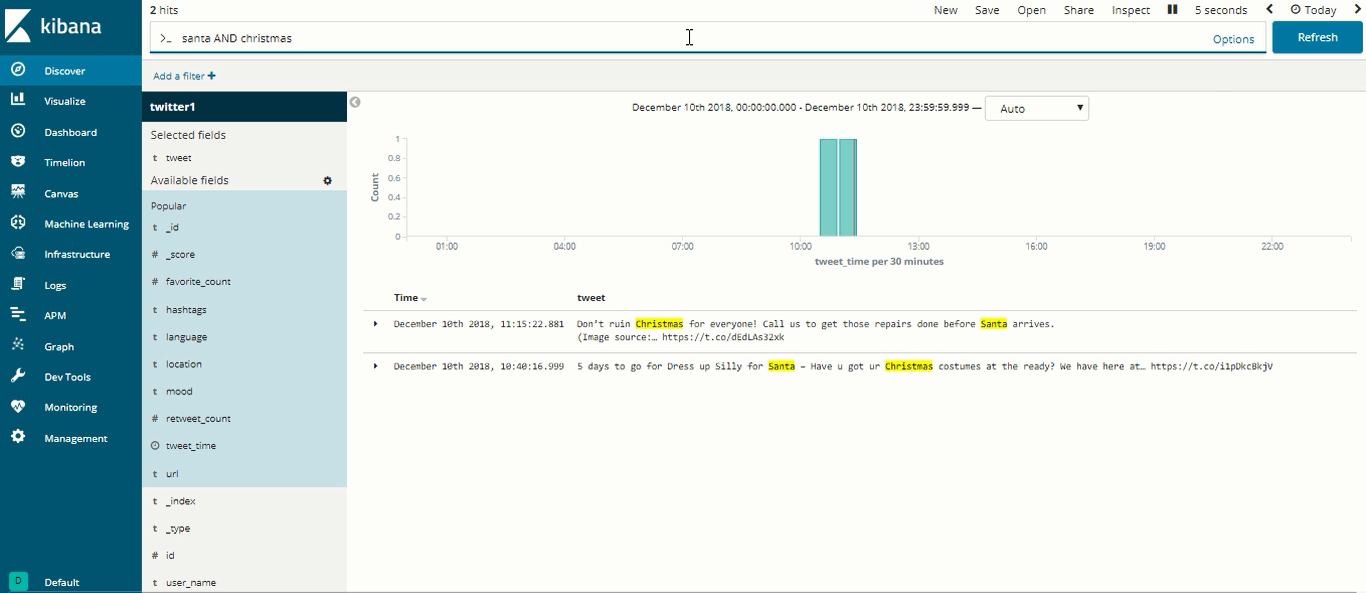 kibana
Discover
Visualize
Dashboard
Timelion
Canvas
Machine Learning
Infrastructure
Logs
APM
Graph
Dev Tools
Monitoring
Management
D Default
2 hits
New Save Open Share Inspect 5 seconds Today
>_ santa AND christmas
Options
Refresh
Add a filter +
twitter1
Selected fields
t tweet
Available fields
Popular
t _id
# _score
# favorite_count
t hashtags
t language
t location
t mood
# retweet_count
tweet_time
t url
t _index
t _type
# id
t user_name
December 10th 2018, 00:00:00.000 - December 10th 2018, 23:59:59.999 —
Auto
Count
1
0.8
0.6
0.4
0.2
0
01:00 04:00 07:00 10:00 13:00 16:00 19:00 22:00
tweet_time per 30 minutes
Time tweet
December 10th 2018, 11:15:22.881 Don't ruin Christmas for everyone! Call us to get those repairs done before Santa arrives.
(Image source:… https://t.co/dEdLAs32xk
December 10th 2018, 10:40:16.999 5 days to go for Dress up Silly for Santa – Have u got ur Christmas costumes at the ready? We have here at… https://t.co/i1pDkcBkjV